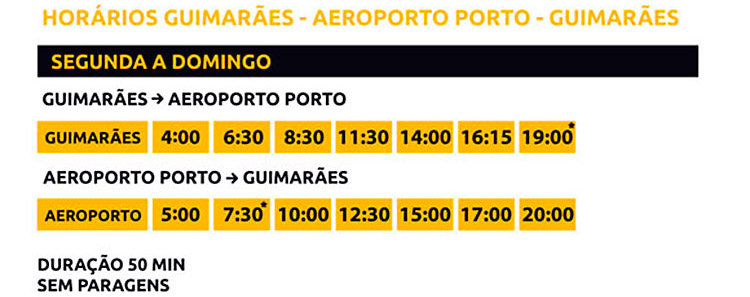 HORÁRIOS GUIMARÃES - AEROPORTO PORTO - GUIMARÃES
SEGUNDA A DOMINGO
GUIMARÃES → AEROPORTO PORTO
GUIMARÃES 4:00 6:30 8:30 11:30 14:00 16:15 19:00*
AEROPORTO PORTO → GUIMARÃES
AEROPORTO 5:00 7:30* 10:00 12:30 15:00 17:00 20:00
DURAÇÃO 50 MIN
SEM PARAGENS